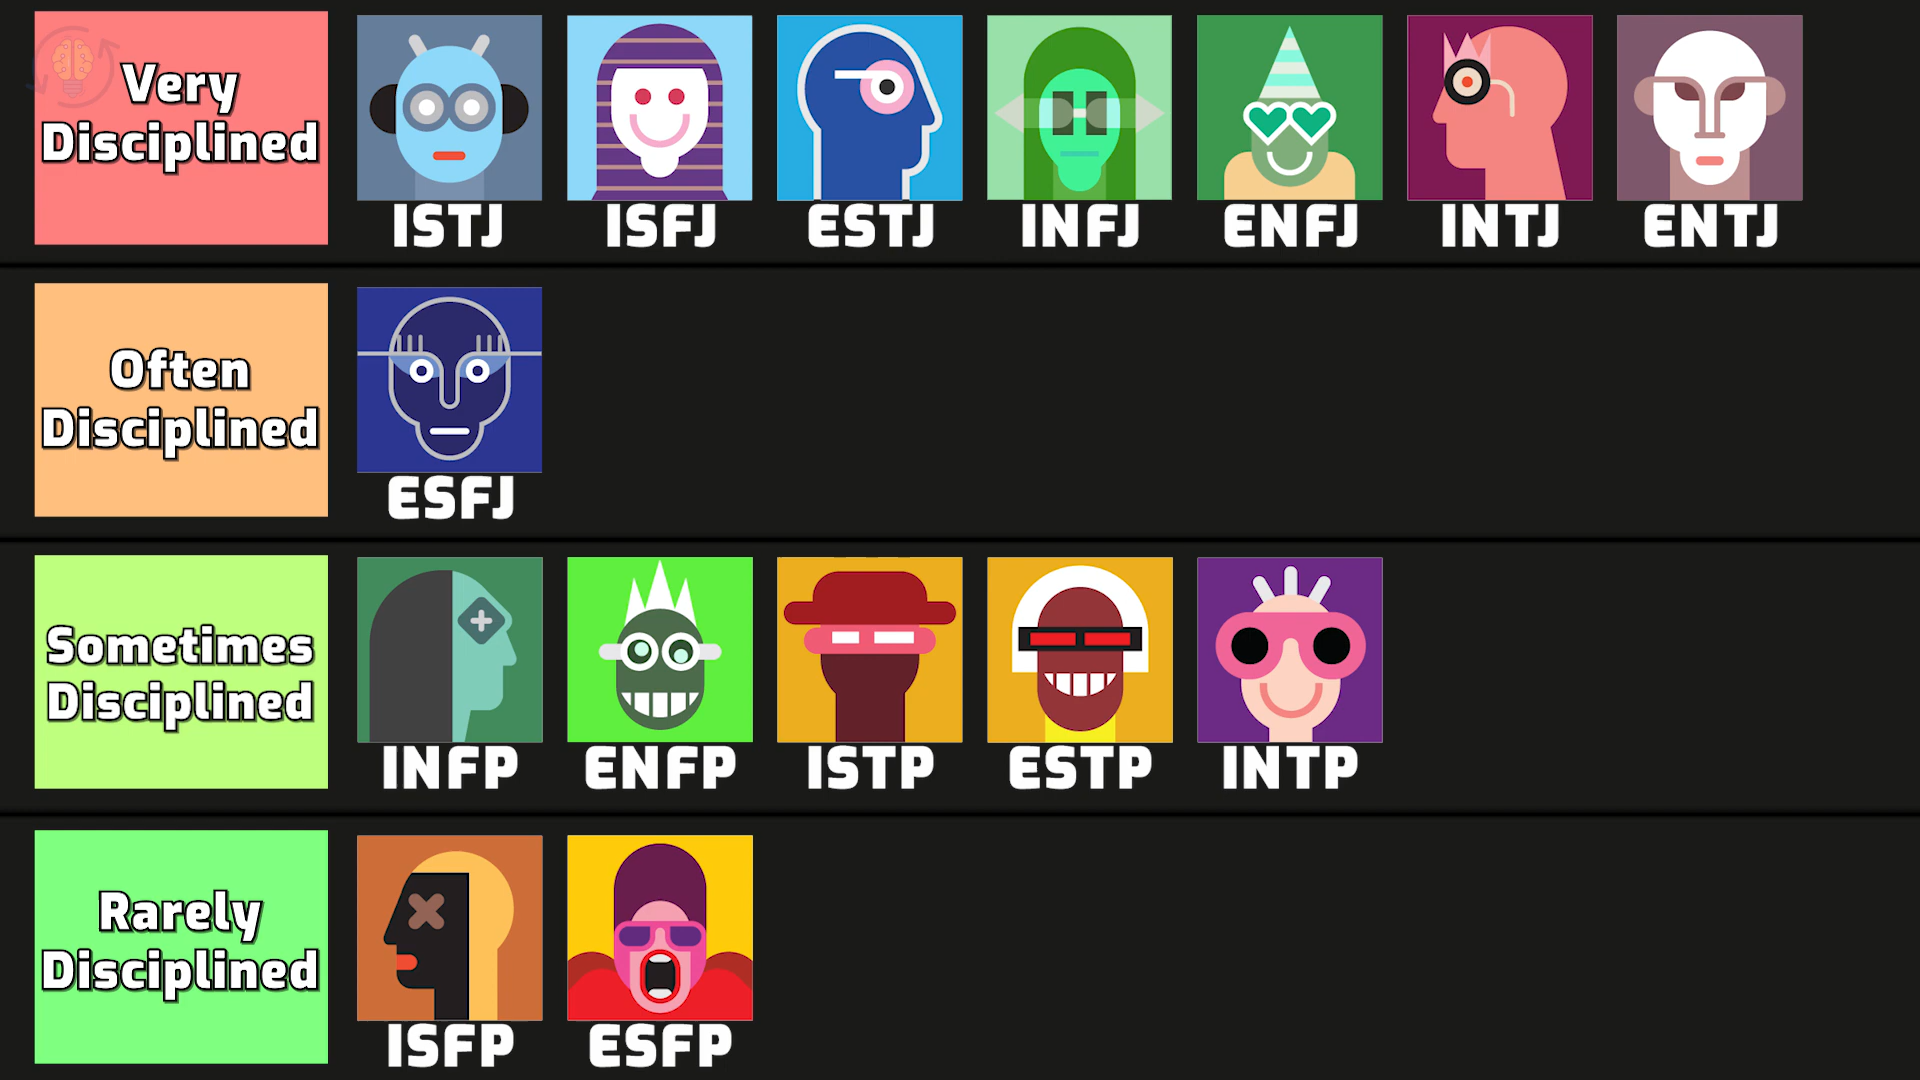 Very
Disciplined
ISTJ ISFJ ESTJ INFJ ENFJ INTJ ENTJ
Often
Disciplined
ESFJ
Sometimes
Disciplined
INFP ENFP ISTP ESTP INTP
Rarely
Disciplined
ISFP ESFP